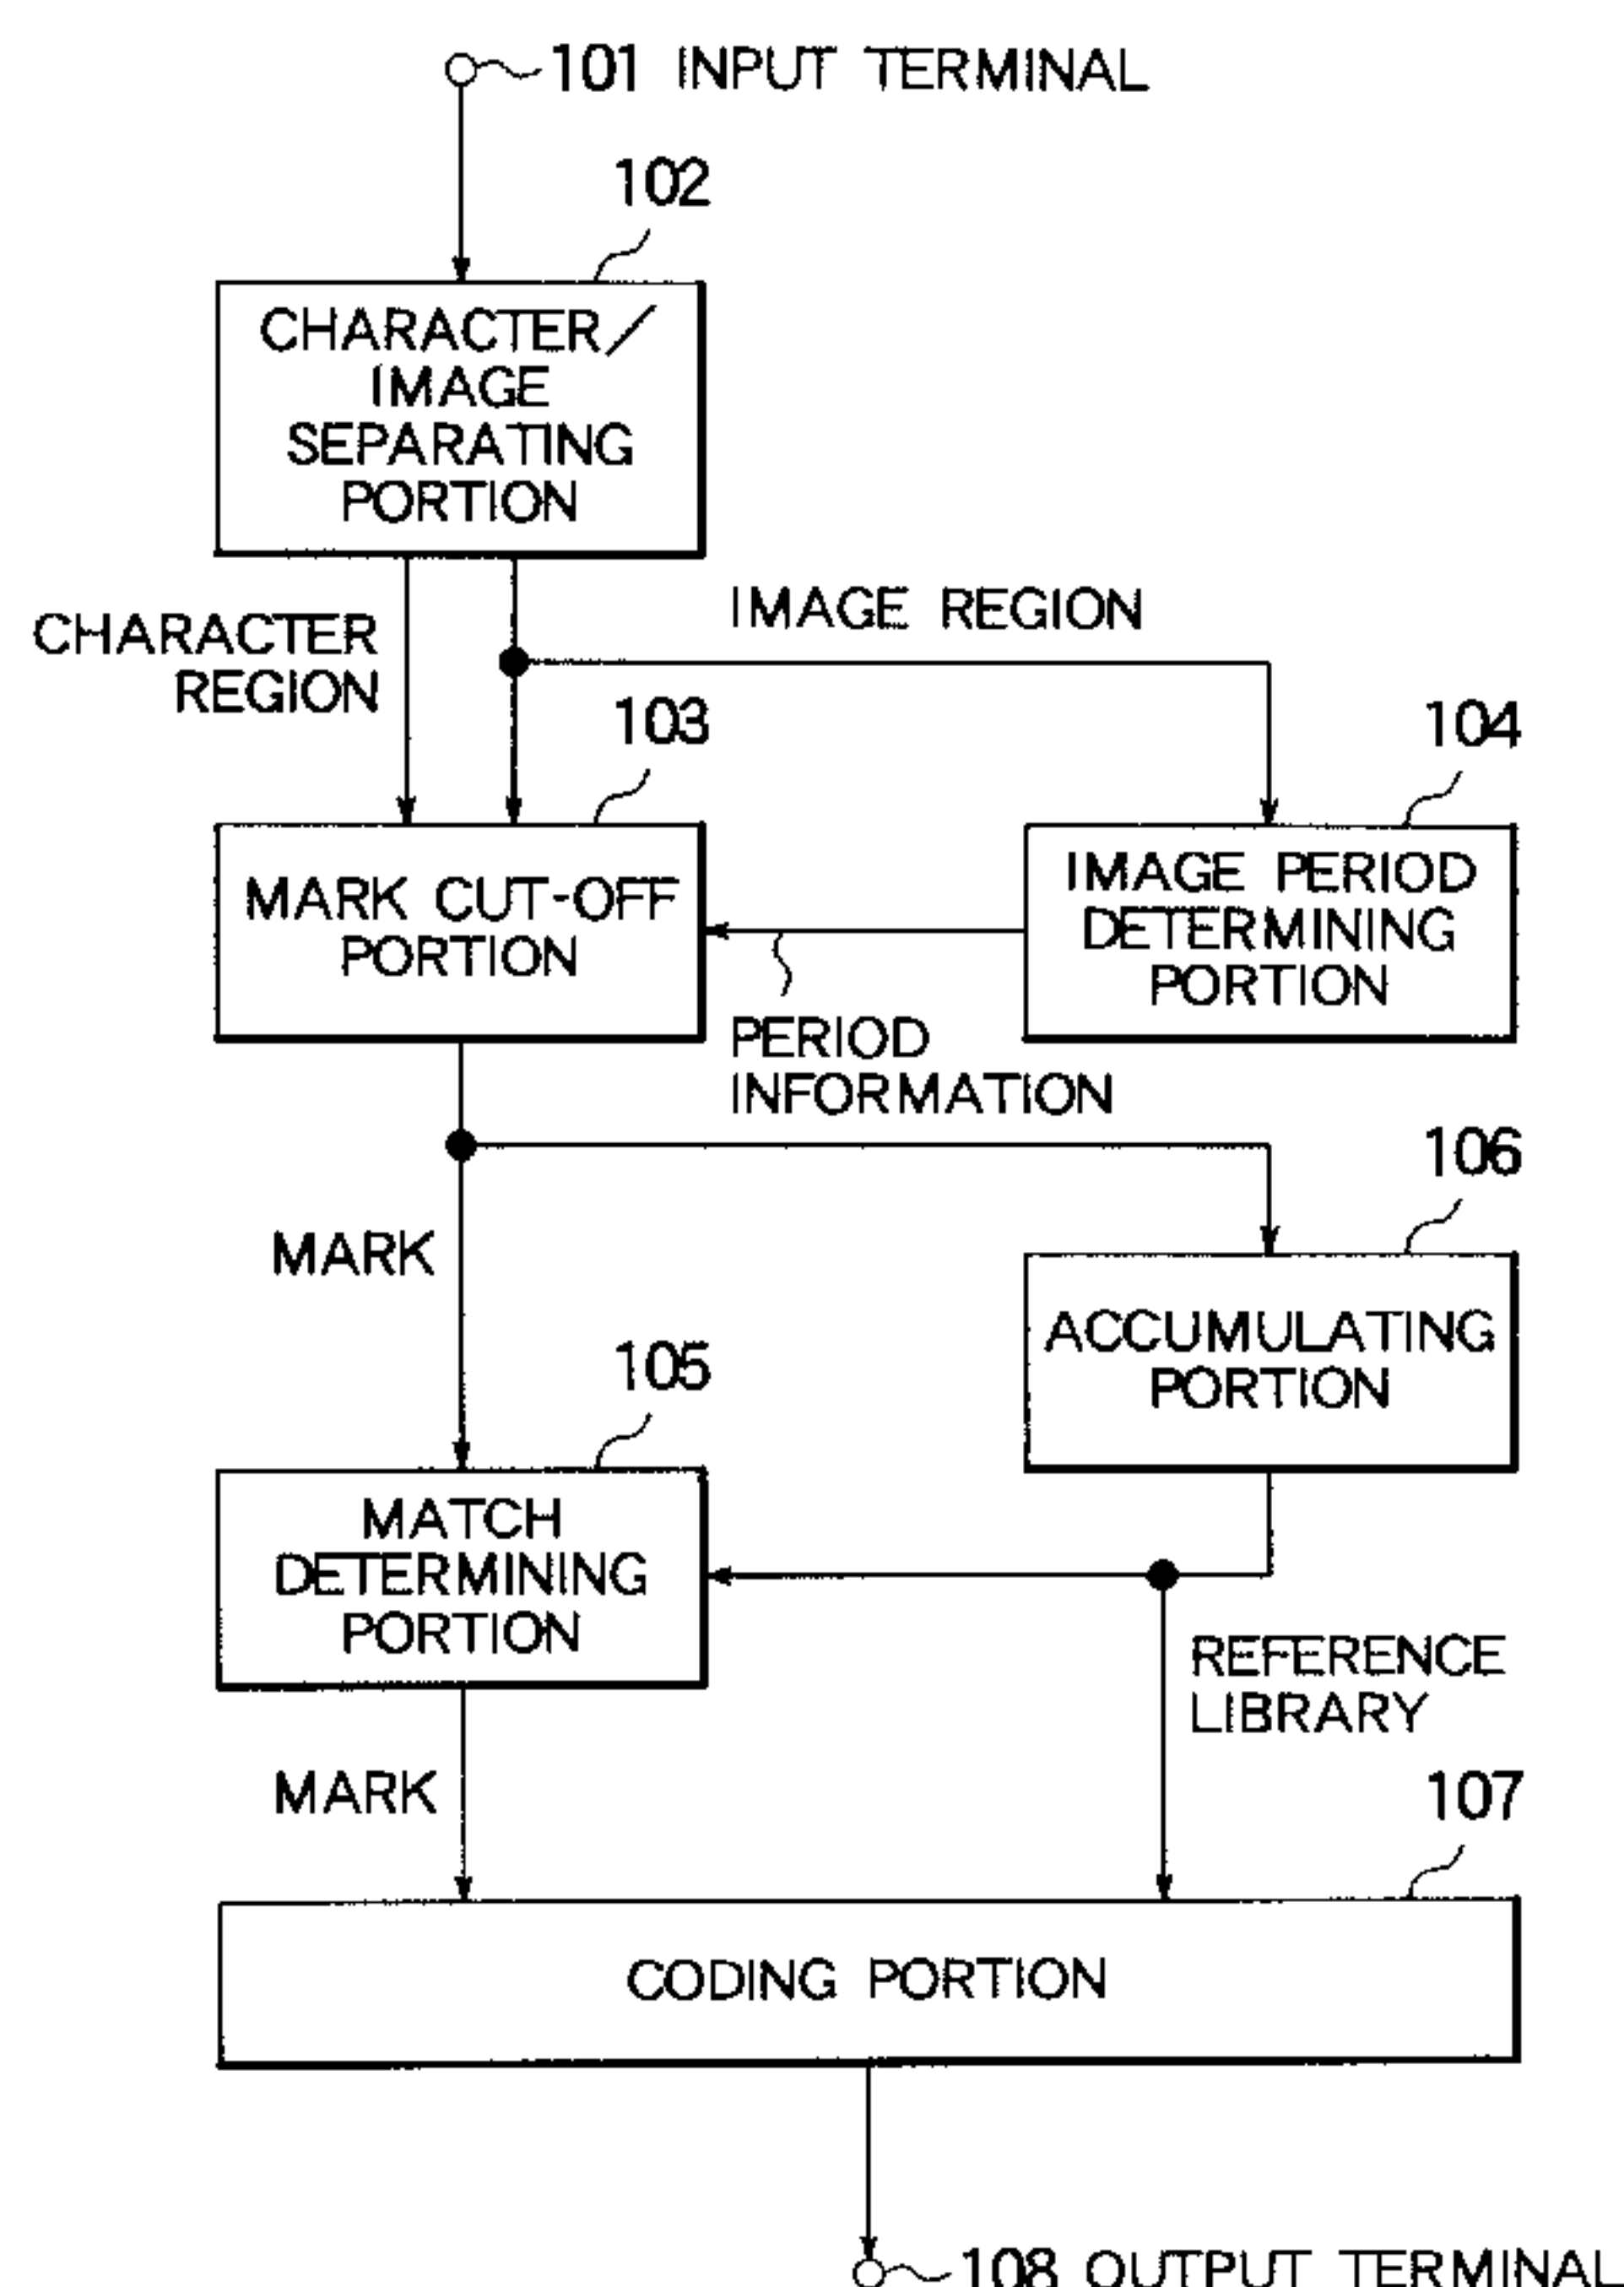 101 INPUT TERMINAL
102
CHARACTER/
IMAGE
SEPARATING
PORTION
IMAGE REGION
CHARACTER
REGION
103
104
MARK CUT-OFF
PORTION
IMAGE PERIOD
DETERMINING
PORTION
PERIOD
INFORMATION
106
MARK
ACCUMULATING
PORTION
105
MATCH
DETERMINING
PORTION
REFERENCE
LIBRARY
MARK
107
CODING PORTION
108 OUTPUT TERMINAL